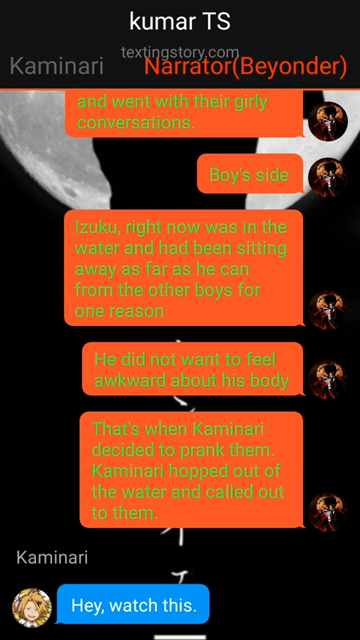 kumar TS
textingstory.com
Kaminari Narrator(Beyonder)
and went with their girly
conversations.
Boy's side
Izuku, right now was in the
water and had been sitting
away as far as he can
from the other boys for
one reason
He did not want to feel
awkward about his body
That's when Kaminari
decided to prank them.
Kaminari hopped out of
the water and called out
to them.
Kaminari
Hey, watch this.